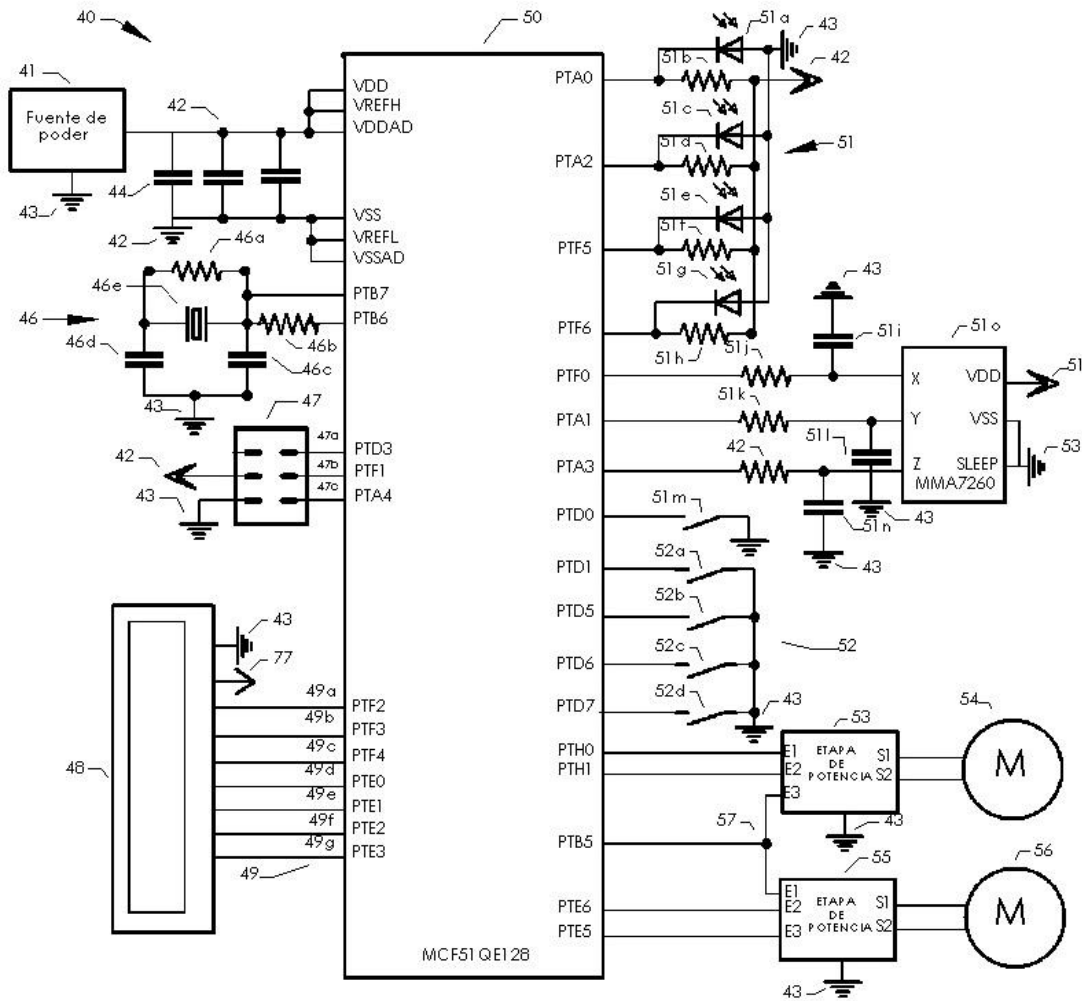 40
50
41
Fuente de
poder
42
43
44
42
VDD
VREFH
VDDAD
VSS
VREFL
VSSAD
46
46a
46e
46b
46d
46c
43
PTB7
PTB6
47
47a
47b
47c
42
43
PTD3
PTF1
PTA4
43
77
48
49a
49b
49c
49d
49e
49f
49g
49
PTF2
PTF3
PTF4
PTE0
PTE1
PTE2
PTE3
MCF51QE128
PTA0
PTA2
PTF5
PTF6
PTF0
PTA1
PTA3
PTD0
PTD1
PTD5
PTD6
PTD7
PTH0
PTH1
PTB5
PTE6
PTE5
51a
43
51b
42
51c
51d
51
51e
51f
51g
51h
51j
43
51i
51o
51k
42
51l
43
51n
43
X
Y
Z
VDD
VSS
SLEEP
MMA7260
51
53
51m
52a
52b
52c
52d
52
43
53
E1
E2
E3
ETAPA
DE
POTENCIA
S1
S2
43
54
M
57
55
E1
E2
E3
ETAPA
DE
POTENCIA
S1
S2
43
56
M